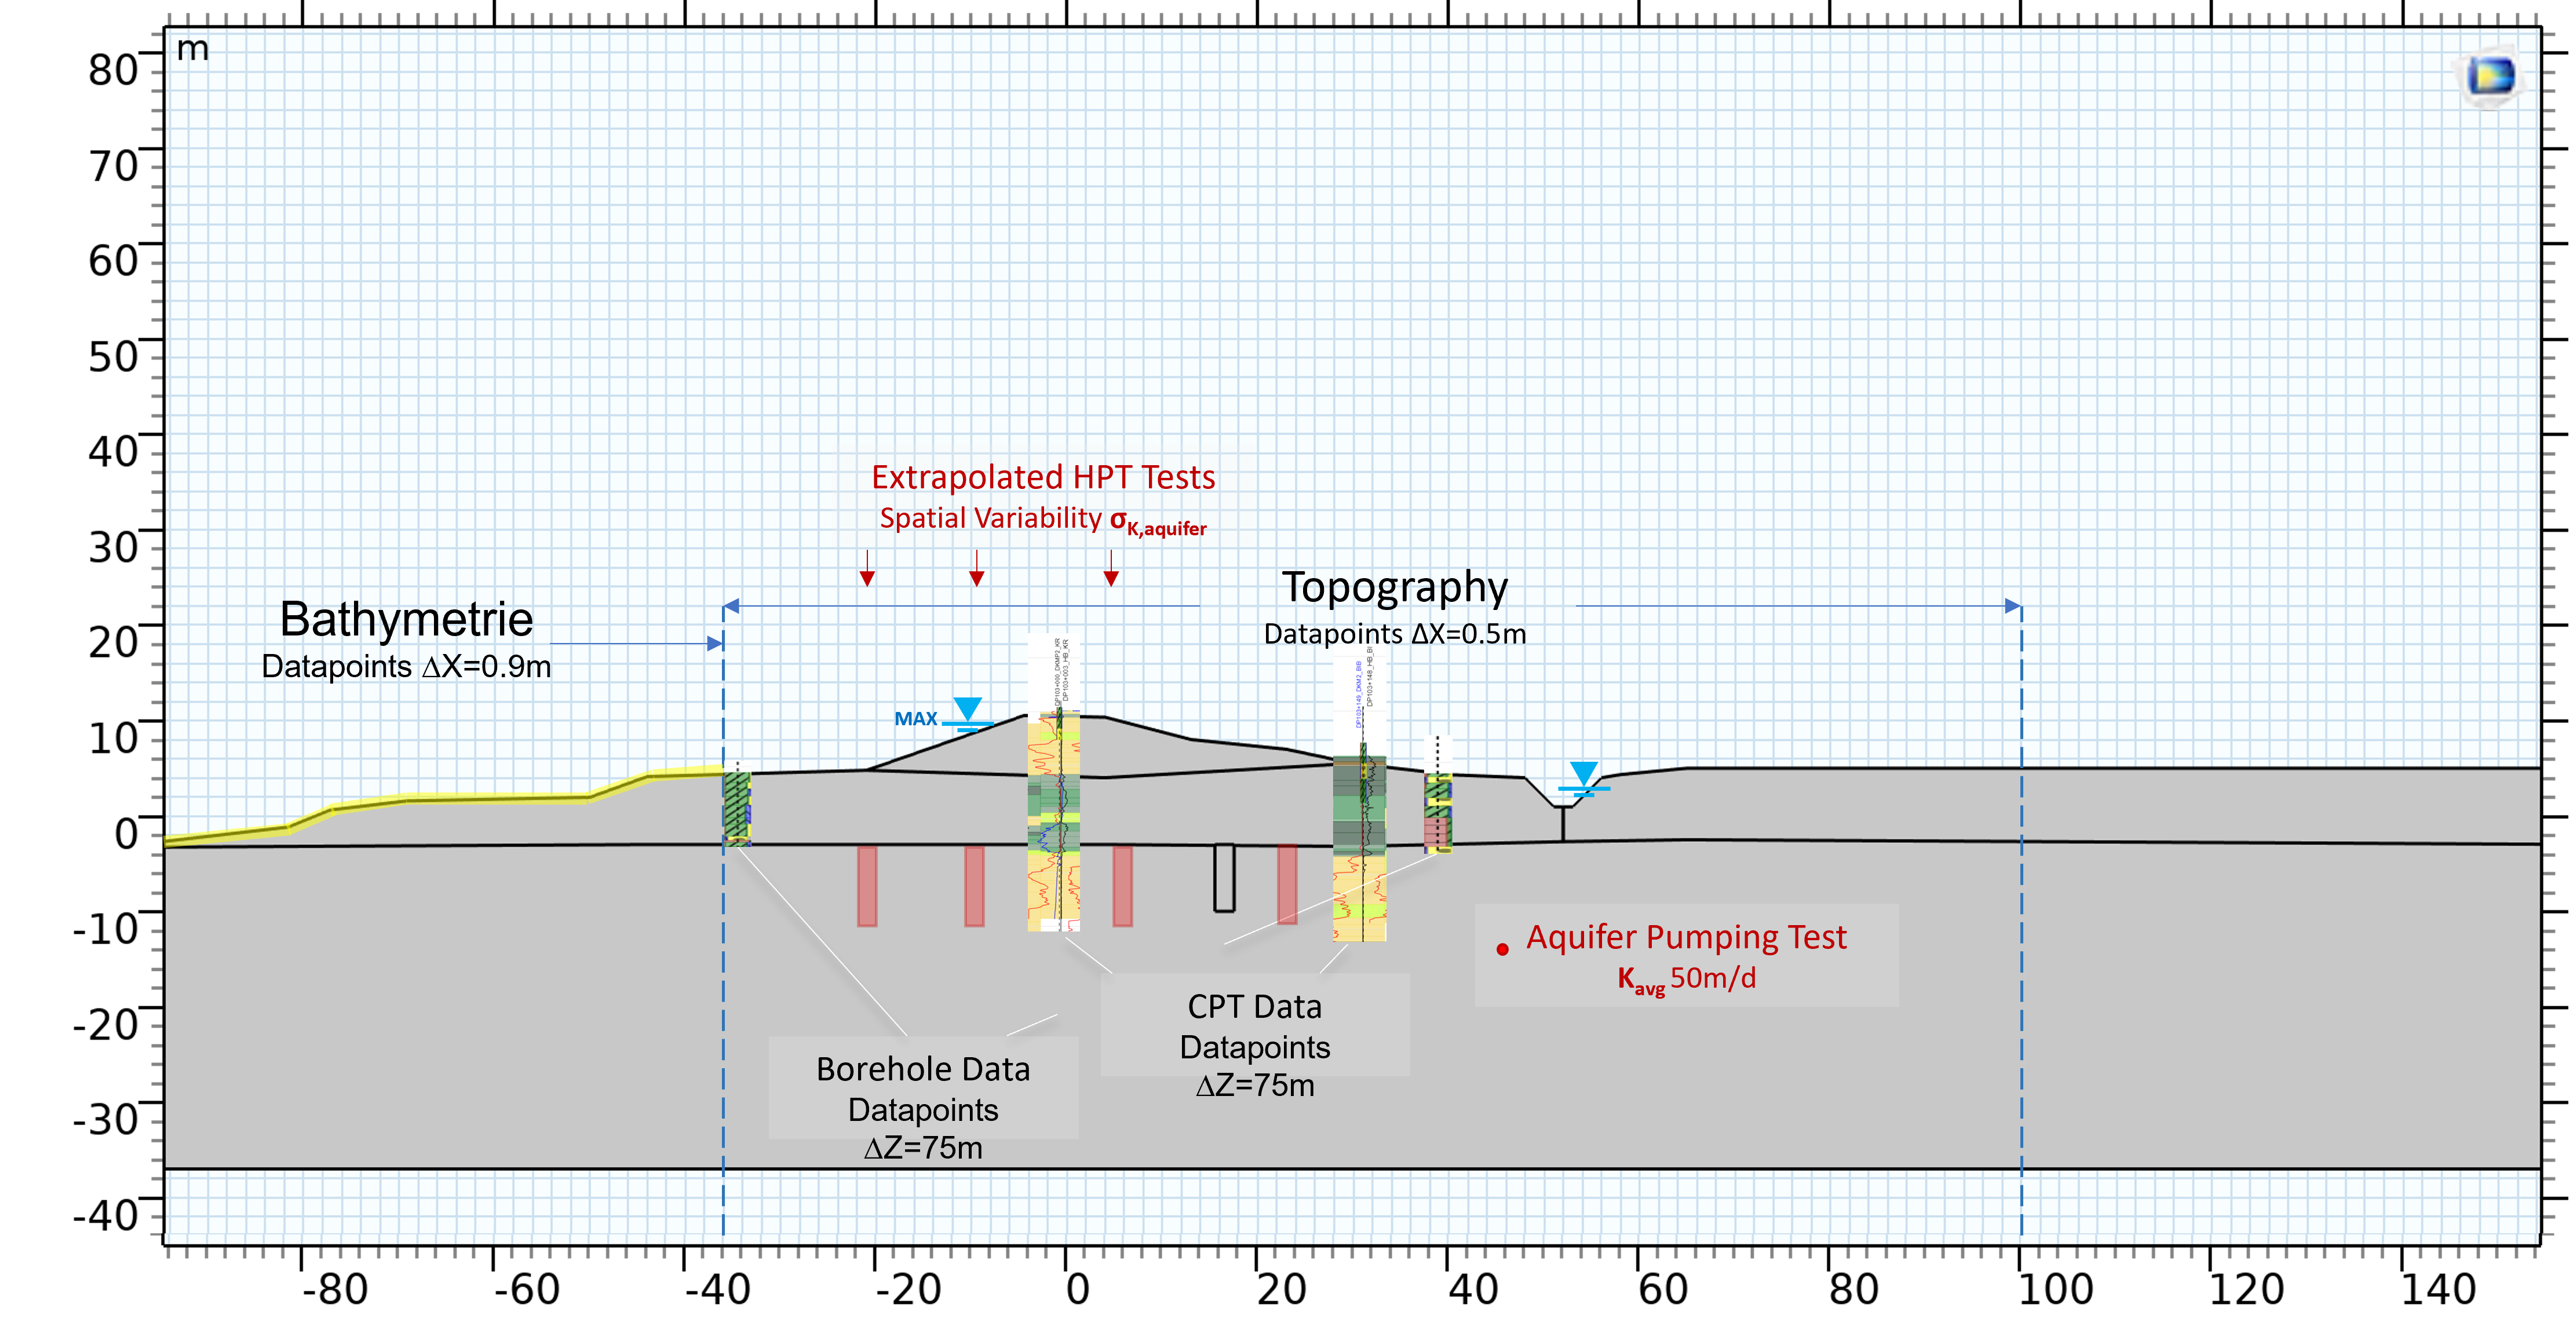 m
80
70
60
50
40
30
20
10
0
-10
-20
-30
-40
Extrapolated HPT Tests
Spatial Variability σK,aquifer
Bathymetrie
Datapoints ΔX=0.9m
Topography
Datapoints ΔX=0.5m
MAX
Aquifer Pumping Test
Kavg 50m/d
CPT Data
Datapoints
ΔZ=75m
Borehole Data
Datapoints
ΔZ=75m
-80 -60 -40 -20 0 20 40 60 80 100 120 140